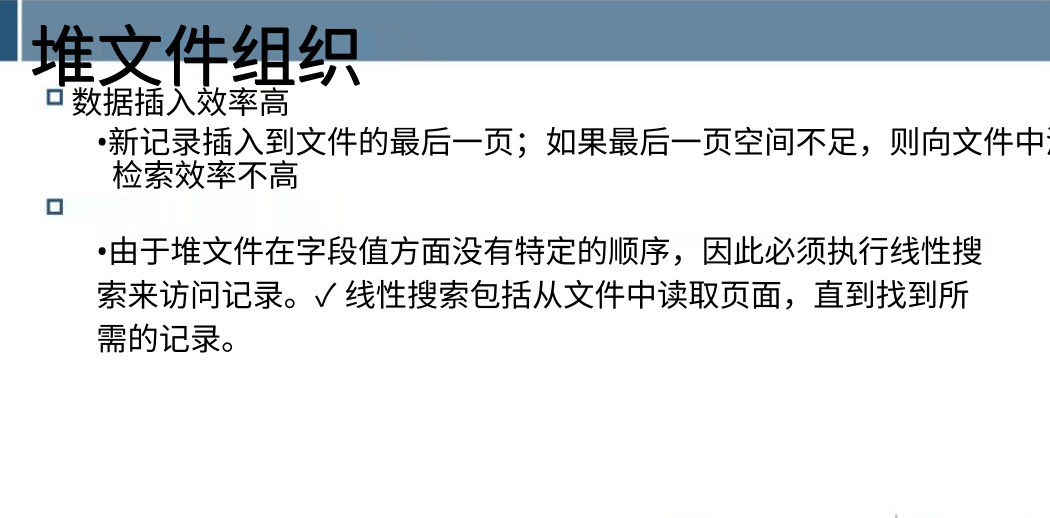 堆文件组织
数据插入效率高
•新记录插入到文件的最后一页；如果最后一页空间不足，则向文件中
检索效率不高
•由于堆文件在字段值方面没有特定的顺序，因此必须执行线性搜
索来访问记录。✓ 线性搜索包括从文件中读取页面，直到找到所
需的记录。